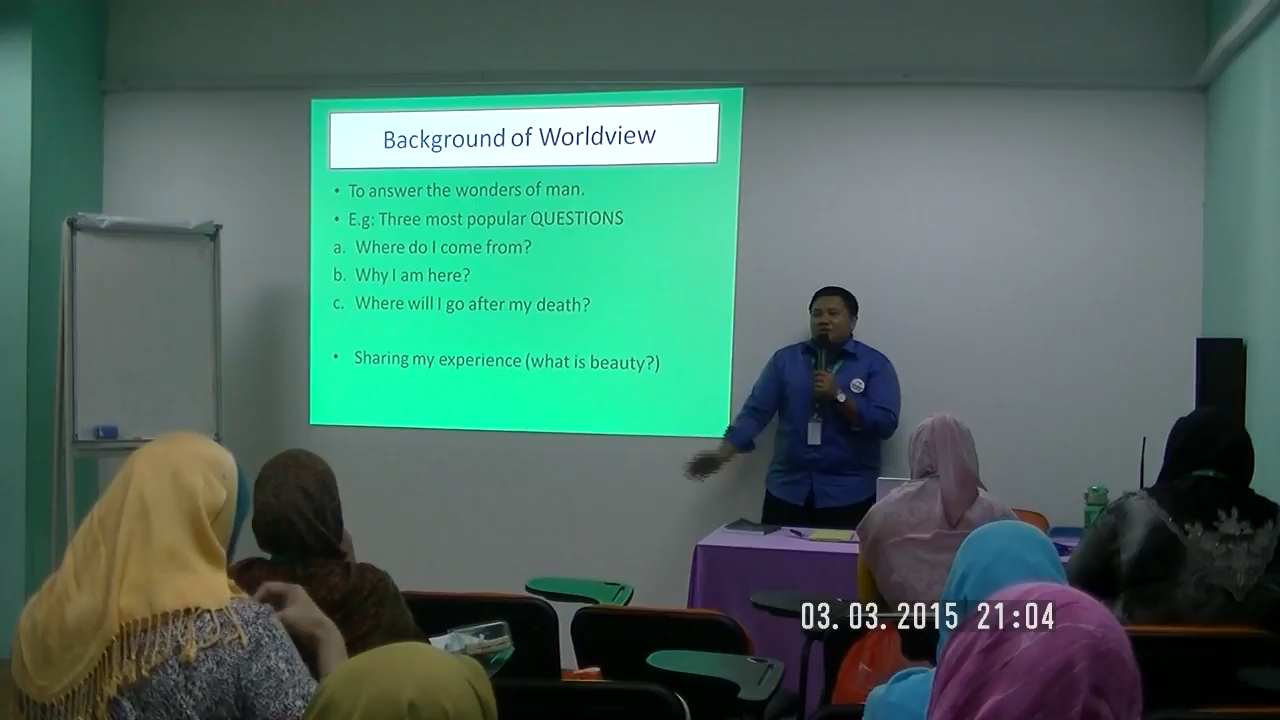 Background of Worldview
• To answer the wonders of man.
• E.g: Three most popular QUESTIONS
a. Where do I come from?
b. Why I am here?
c. Where will I go after my death?
• Sharing my experience (what is beauty?)
03. 03. 2015 21:04